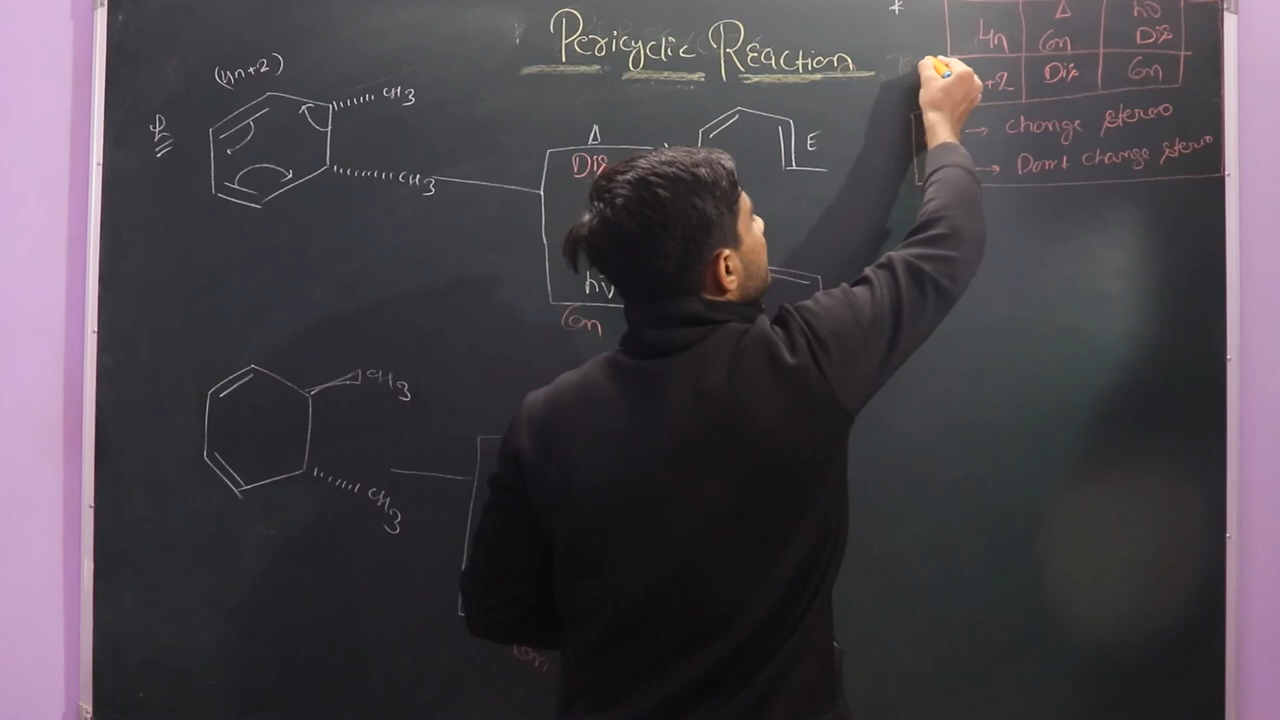 Pericyclic Reaction
*
Δ hν
4n Con Dis
+2 Dis Con
→ change stereo
→ Don't change stereo
(4n+2)
CH3
CH3
Δ
Dis
E
hν
Con
CH3
CH3
Con